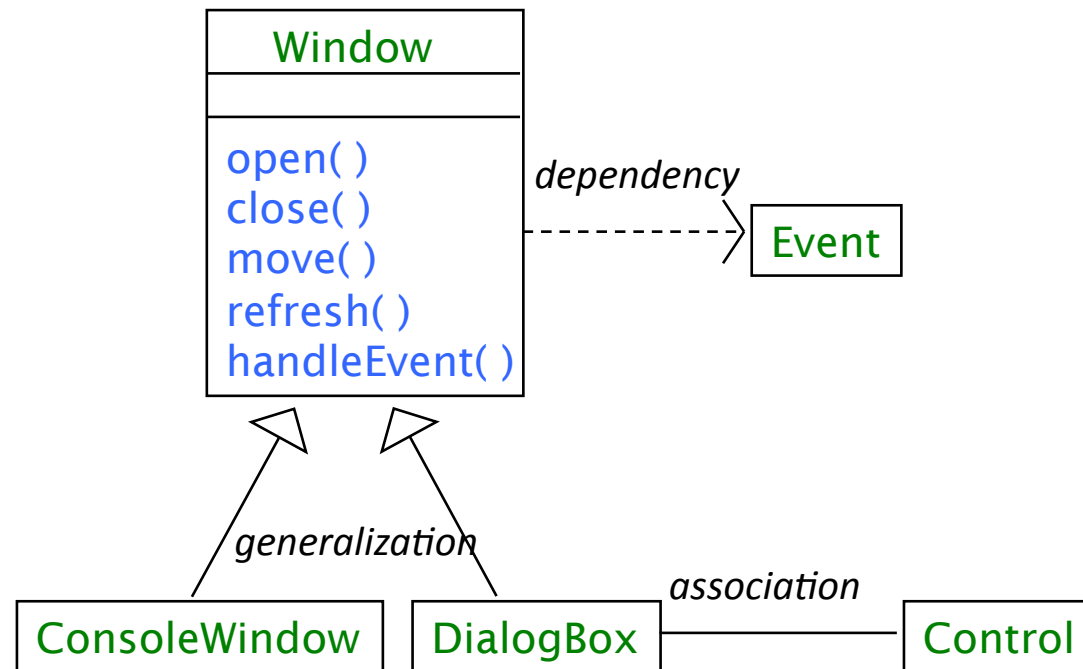 Window
open( )
close( )
move( )
refresh( )
handleEvent( )
dependency
Event
generalization
association
ConsoleWindow
DialogBox
Control